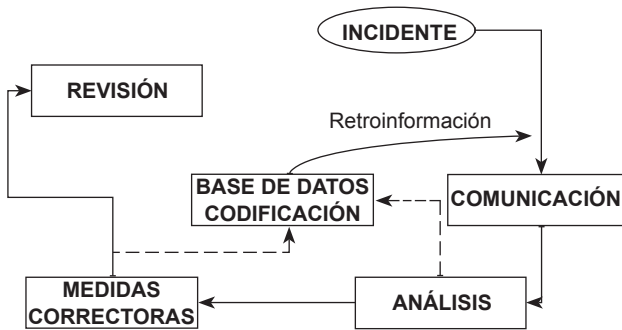 INCIDENTE
REVISIÓN
Retroinformación
BASE DE DATOS
CODIFICACIÓN
COMUNICACIÓN
MEDIDAS
CORRECTORAS
ANÁLISIS